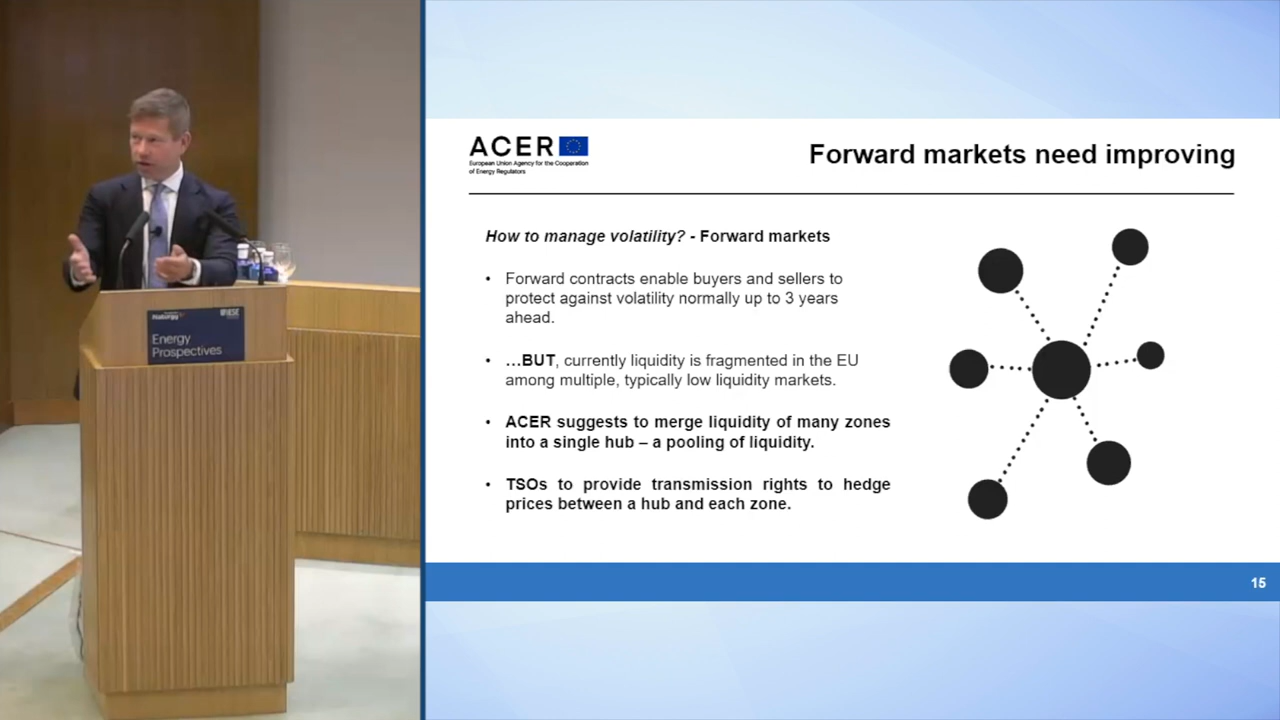 Naturgy
IESE
Energy
Prospectives
ACER
European Union Agency for the Cooperation
of Energy Regulators
Forward markets need improving
How to manage volatility? - Forward markets
• Forward contracts enable buyers and sellers to
protect against volatility normally up to 3 years
ahead.
• …BUT, currently liquidity is fragmented in the EU
among multiple, typically low liquidity markets.
• ACER suggests to merge liquidity of many zones
into a single hub – a pooling of liquidity.
• TSOs to provide transmission rights to hedge
prices between a hub and each zone.
15